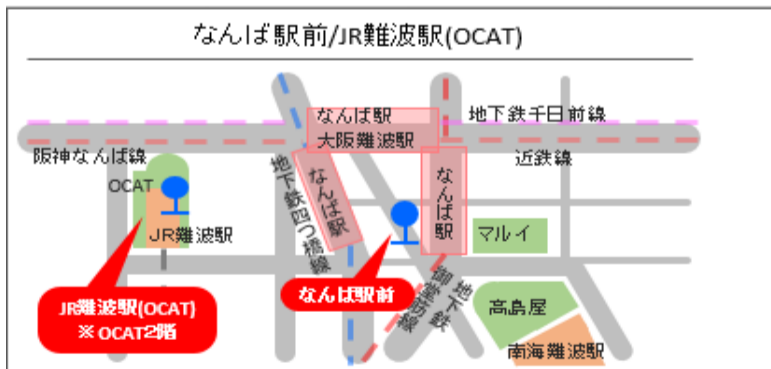 なんば駅前/JR難波駅(OCAT)
なんば駅
大阪難波駅
地下鉄千日前線
阪神なんば線
近鉄線
OCAT
JR難波駅
地下鉄四つ橋線
なんば駅
なんば駅
マルイ
なんば駅前
JR難波駅(OCAT)
※OCAT2階
地下鉄
御堂筋線
高島屋
南海難波駅